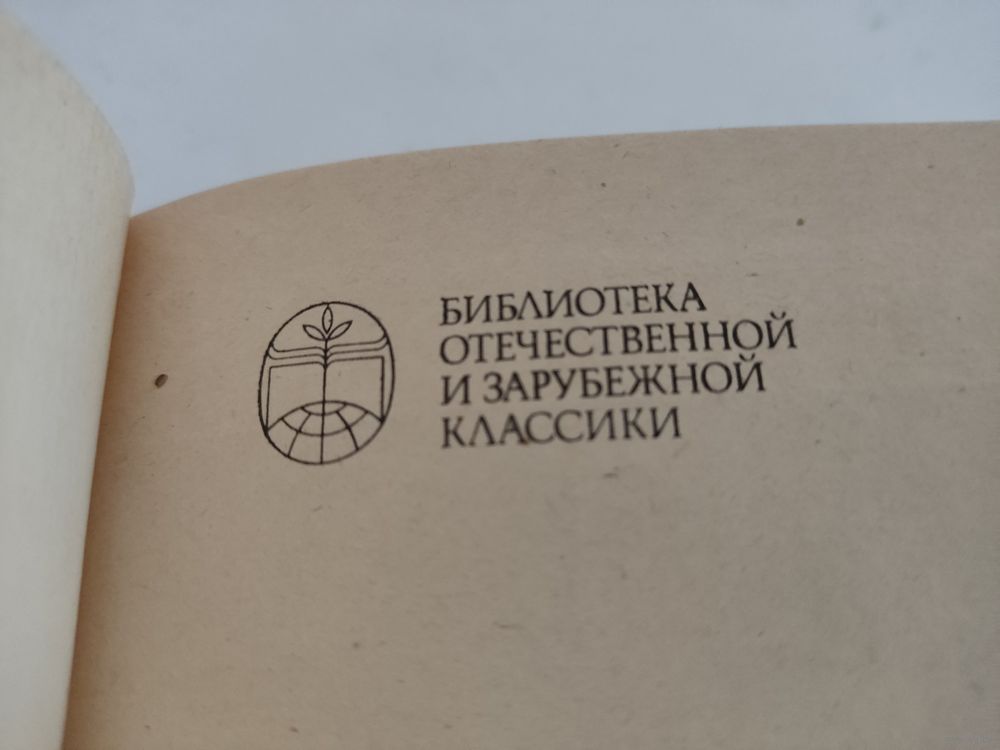 БИБЛИОТЕКА
ОТЕЧЕСТВЕННОЙ
И ЗАРУБЕЖНОЙ
КЛАССИКИ